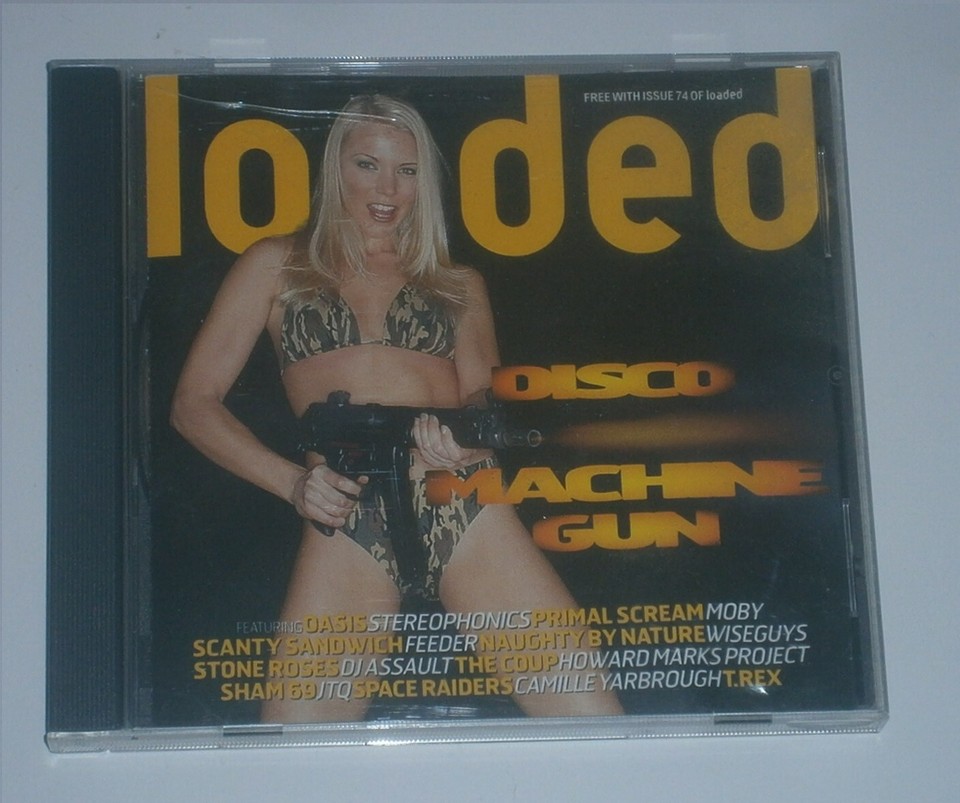 loaded
FREE WITH ISSUE 74 OF loaded
DISCO
MACHINE
GUN
FEATURING OASIS STEREOPHONICS PRIMAL SCREAM MOBY
SCANTY SANDWICH FEEDER NAUGHTY BY NATURE WISEGUYS
STONE ROSES DJ ASSAULT THE COUP HOWARD MARKS PROJECT
SHAM 69 JTQ SPACE RAIDERS CAMILLE YARBROUGH T.REX